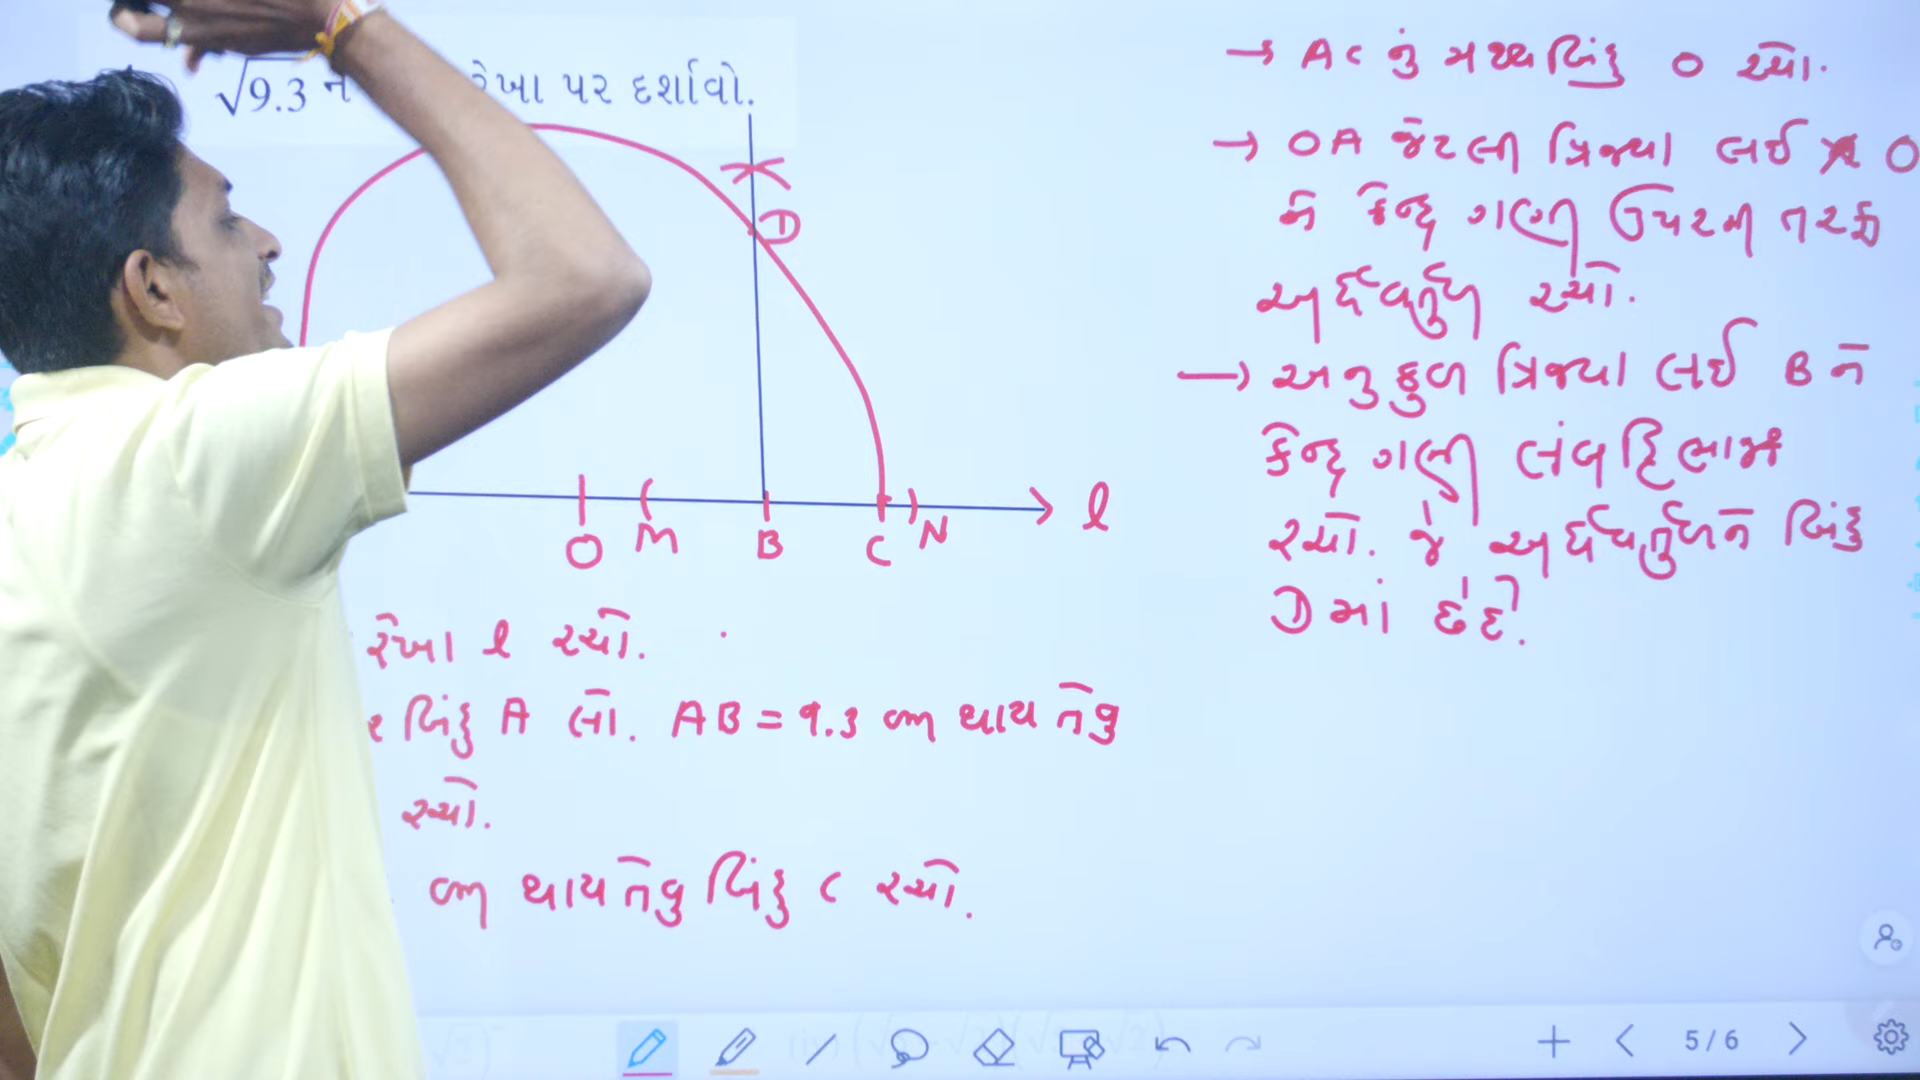 √9.3 ને રેખા પર દર્શાવો.
D
O M B C N l
રેખા l રચો.
બિંદુ A લો. AB = 9.3 cm થાય તેવુ
રચો.
cm થાય તેવુ બિંદુ C રચો.
→ AC નું મધ્યબિંદુ O રચો.
→ OA જેટલી ત્રિજ્યા લઈ O
ને કેન્દ્ર ગણી ઉપરની તરફ
અર્ધવર્તુળ રચો.
→ અનુકુળ ત્રિજ્યા લઈ B ને
કેન્દ્ર ગણી લંબદ્વિભાજક
રચો. જે અર્ધવર્તુળને બિંદુ
D માં છેદે.
5/6